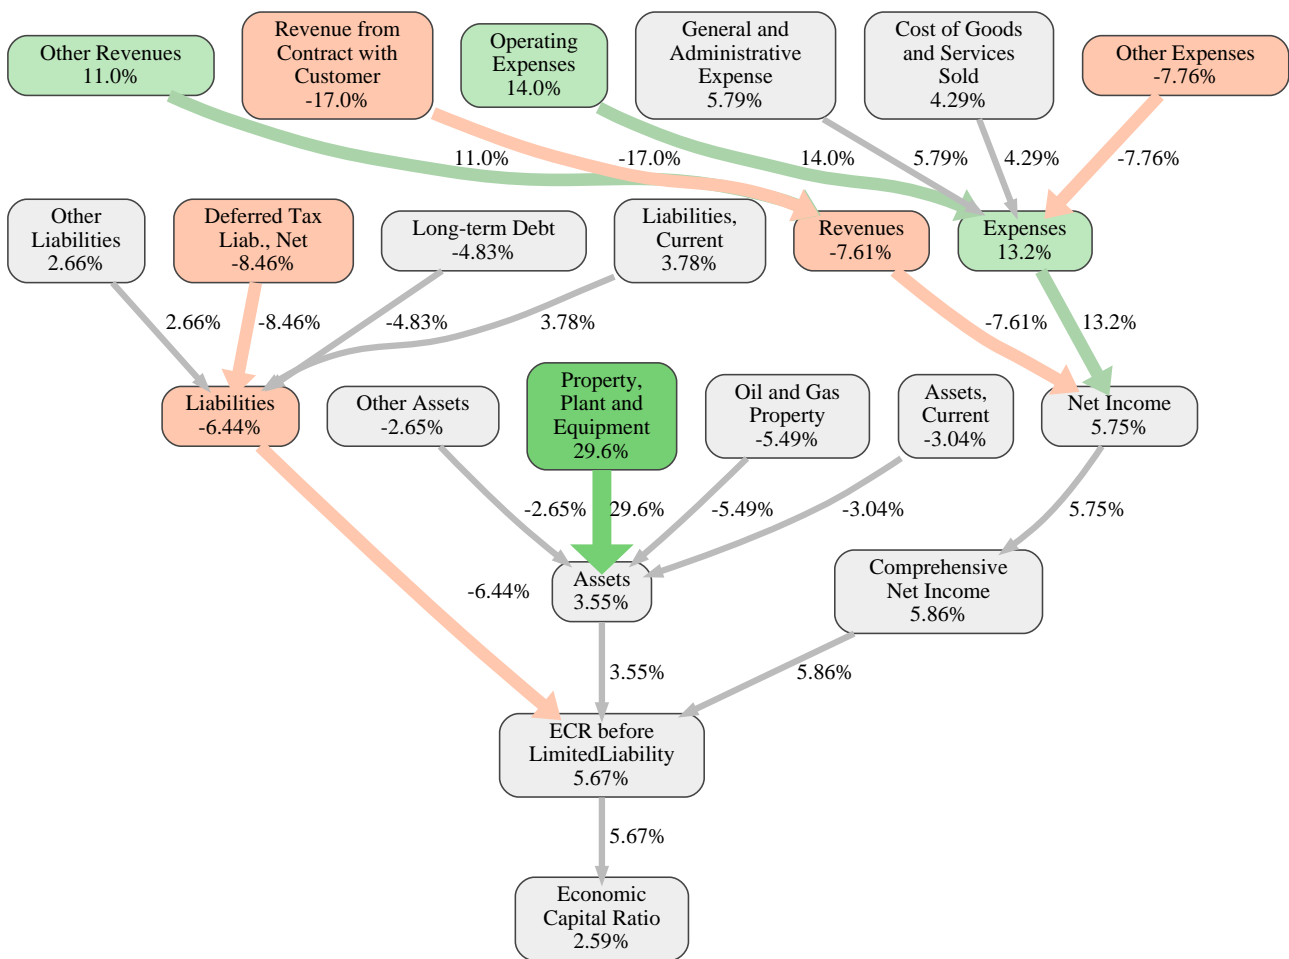 Other Revenues
11.0%
Revenue from
Contract with
Customer
-17.0%
Operating
Expenses
14.0%
General and
Administrative
Expense
5.79%
Cost of Goods
and Services
Sold
4.29%
Other Expenses
-7.76%
11.0%
-17.0%
14.0%
5.79%
4.29%
-7.76%
Other
Liabilities
2.66%
Deferred Tax
Liab., Net
-8.46%
Long-term Debt
-4.83%
Liabilities,
Current
3.78%
Revenues
-7.61%
Expenses
13.2%
2.66%
-8.46%
-4.83%
3.78%
-7.61%
13.2%
Liabilities
-6.44%
Other Assets
-2.65%
Property,
Plant and
Equipment
29.6%
Oil and Gas
Property
-5.49%
Assets,
Current
-3.04%
Net Income
5.75%
-2.65%
29.6%
-5.49%
-3.04%
5.75%
-6.44%
Assets
3.55%
Comprehensive
Net Income
5.86%
3.55%
5.86%
ECR before
LimitedLiability
5.67%
5.67%
Economic
Capital Ratio
2.59%